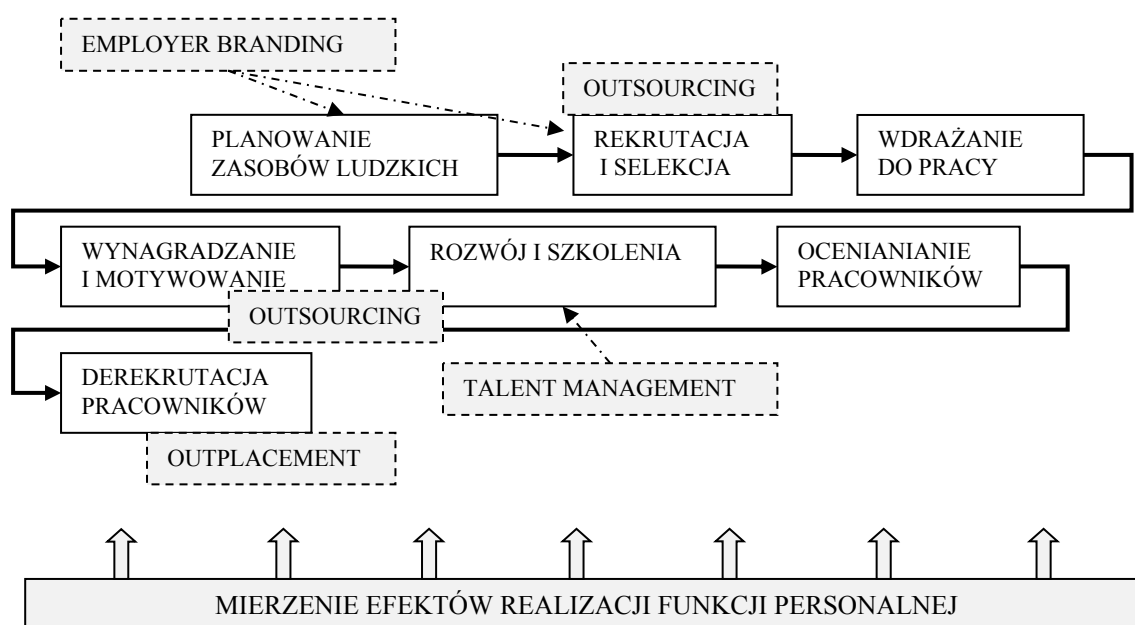 EMPLOYER BRANDING
OUTSOURCING
PLANOWANIE
ZASOBÓW LUDZKICH
REKRUTACJA
I SELEKCJA
WDRAŻANIE
DO PRACY
WYNAGRADZANIE
I MOTYWOWANIE
ROZWÓJ I SZKOLENIA
OCENIANIANIE
PRACOWNIKÓW
OUTSOURCING
DEREKRUTACJA
PRACOWNIKÓW
TALENT MANAGEMENT
OUTPLACEMENT
MIERZENIE EFEKTÓW REALIZACJI FUNKCJI PERSONALNEJ